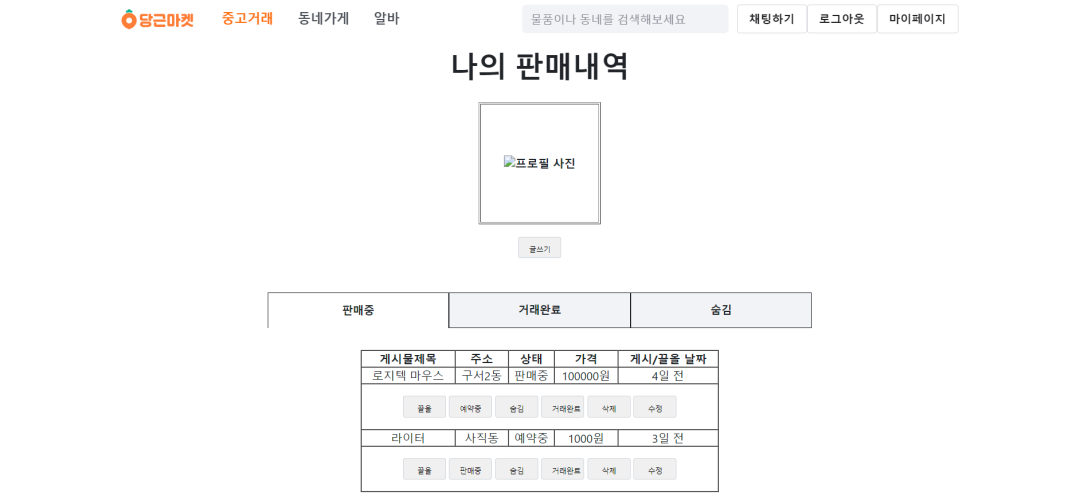 당근마켓 중고거래 동네가게 알바 물품이나 동네를 검색해보세요 채팅하기 로그아웃 마이페이지
나의 판매내역
프로필 사진
글쓰기
판매중 거래완료 숨김
게시물제목 주소 상태 가격 게시/끌올 날짜
로지텍 마우스 구서2동 판매중 100000원 4일 전
끌올 예약중 숨김 거래완료 삭제 수정
라이터 사직동 예약중 1000원 3일 전
끌올 판매중 숨김 거래완료 삭제 수정